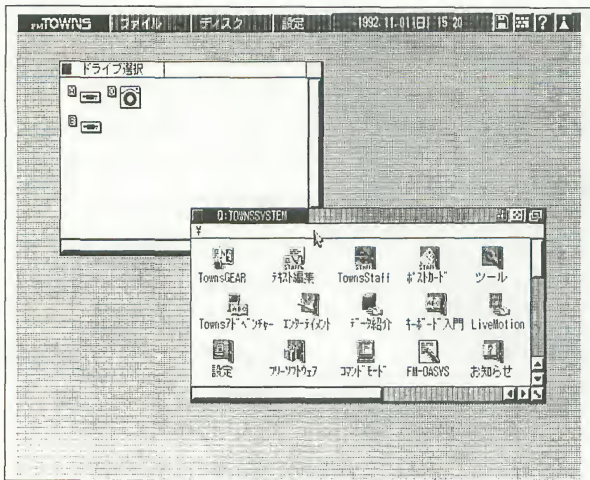 FMTOWNS ファイル ディスク 設定 1992.11.01(日) 15:20 ?
ドライブ選択
Q:TOWNSSYSTEM
¥
TownsGEAR テキスト編集 TownsStaff ポストカード ツール
Townsアドベンチャー エンターテイメント データ紹介 キーボード入門 LiveMotion
設定 フリーソフトウェア コマンドモード FM-OASYS お知らせ